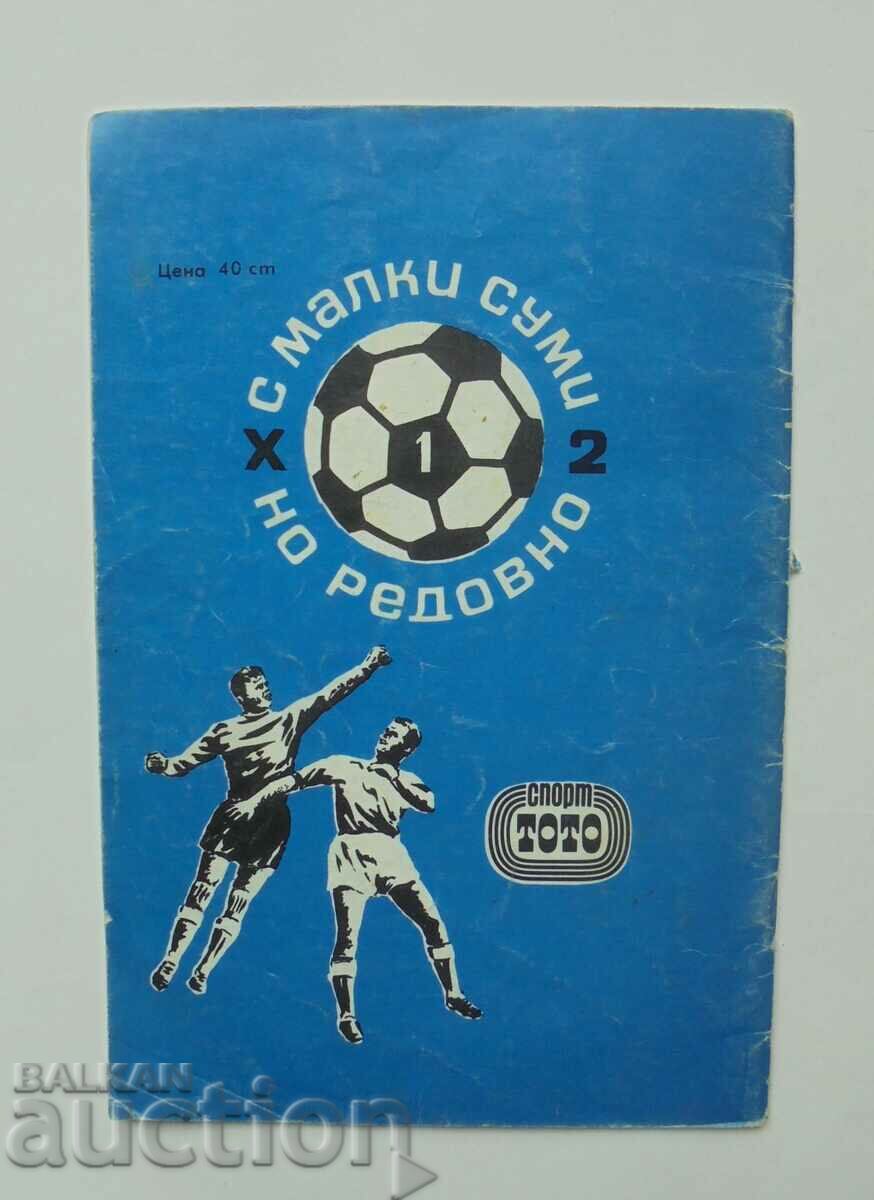 Цена 40 ст
С МАЛКИ СУМИ
X 1 2
НО РЕДОВНО
СПОРТ
ТОТО
BALKAN
auction